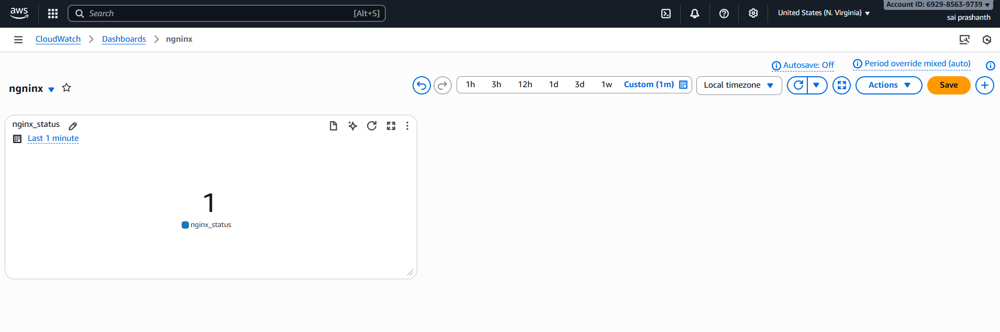 aws
Search [Alt+S]
United States (N. Virginia)
Account ID: 6929-8563-9739
sai prashanth
CloudWatch
Dashboards
ngninx
Autosave: Off
Period override mixed (auto)
ngninx
1h 3h 12h 1d 3d 1w Custom (1m)
Local timezone
Actions
Save
nginx_status
Last 1 minute
1
nginx_status